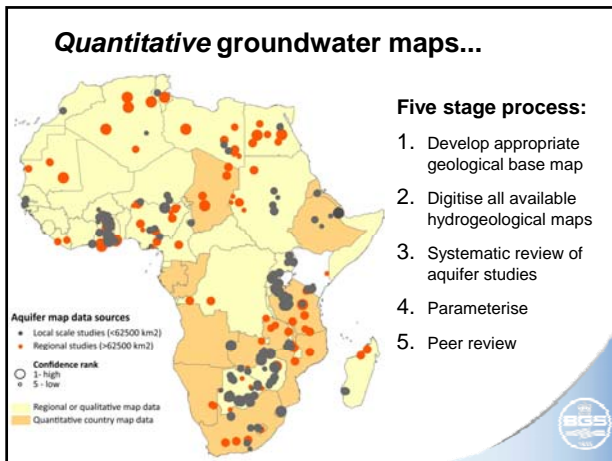 Quantitative groundwater maps...
Five stage process:
1. Develop appropriate
geological base map
2. Digitise all available
hydrogeological maps
3. Systematic review of
aquifer studies
4. Parameterise
5. Peer review
Aquifer map data sources
Local scale studies (<62500 km2)
Regional studies (>62500 km2)
Confidence rank
1- high
5 - low
Regional or qualitative map data
Quantitative country map data
BGS